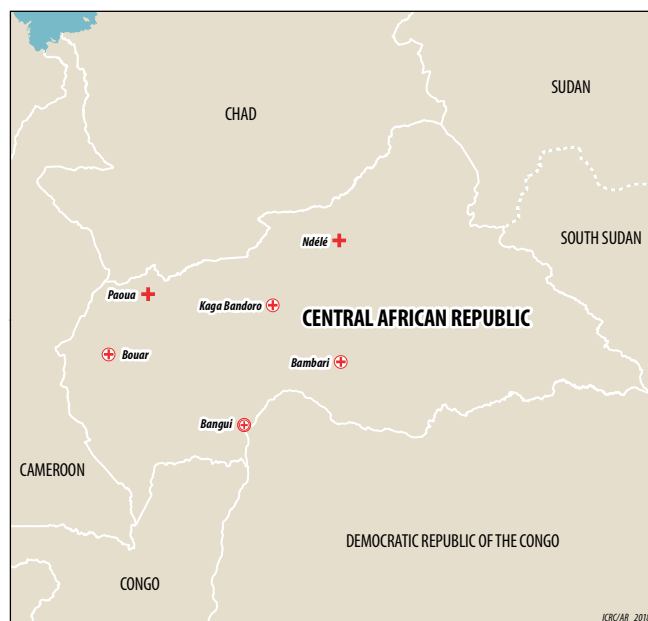 SUDAN
CHAD
SOUTH SUDAN
Ndélé
Paoua
Kaga Bandoro
CENTRAL AFRICAN REPUBLIC
Bouar
Bambari
Bangui
CAMEROON
DEMOCRATIC REPUBLIC OF THE CONGO
CONGO
ICRC/AR_2018